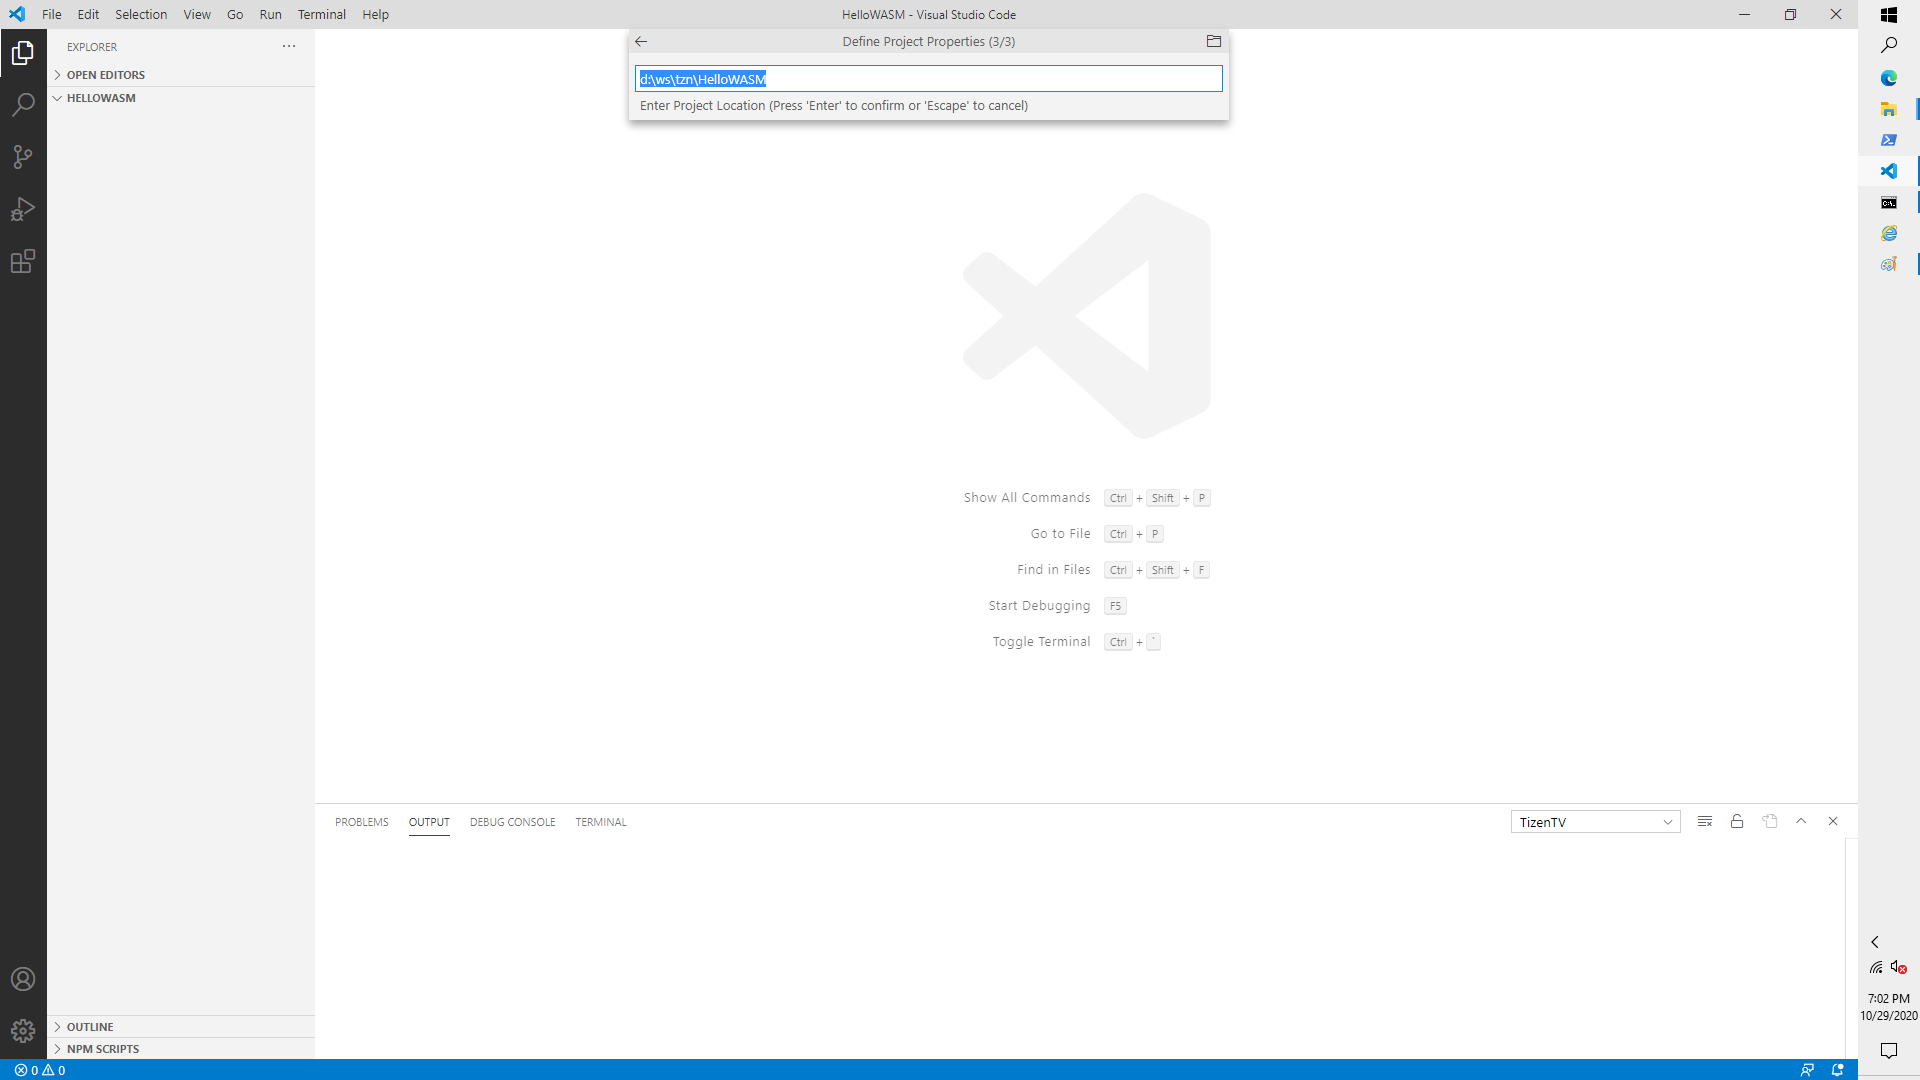 File Edit Selection View Go Run Terminal Help
HelloWASM - Visual Studio Code
EXPLORER
OPEN EDITORS
HELLOWASM
Define Project Properties (3/3)
d:\ws\tzn\HelloWASM
Enter Project Location (Press 'Enter' to confirm or 'Escape' to cancel)
Show All Commands Ctrl + Shift + P
Go to File Ctrl + P
Find in Files Ctrl + Shift + F
Start Debugging F5
Toggle Terminal Ctrl + `
PROBLEMS OUTPUT DEBUG CONSOLE TERMINAL
TizenTV
OUTLINE
NPM SCRIPTS
0 0
7:02 PM
10/29/2020